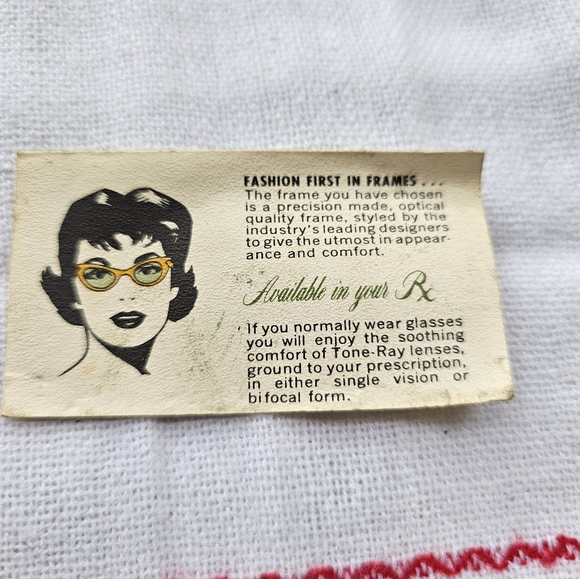 FASHION FIRST IN FRAMES . . .
The frame you have chosen
is a precision made, optical
quality frame, styled by the
industry's leading designers
to give the utmost in appear-
ance and comfort.
Available in your Rx
If you normally wear glasses
you will enjoy the soothing
comfort of Tone-Ray lenses,
ground to your prescription,
in either single vision or
bifocal form.